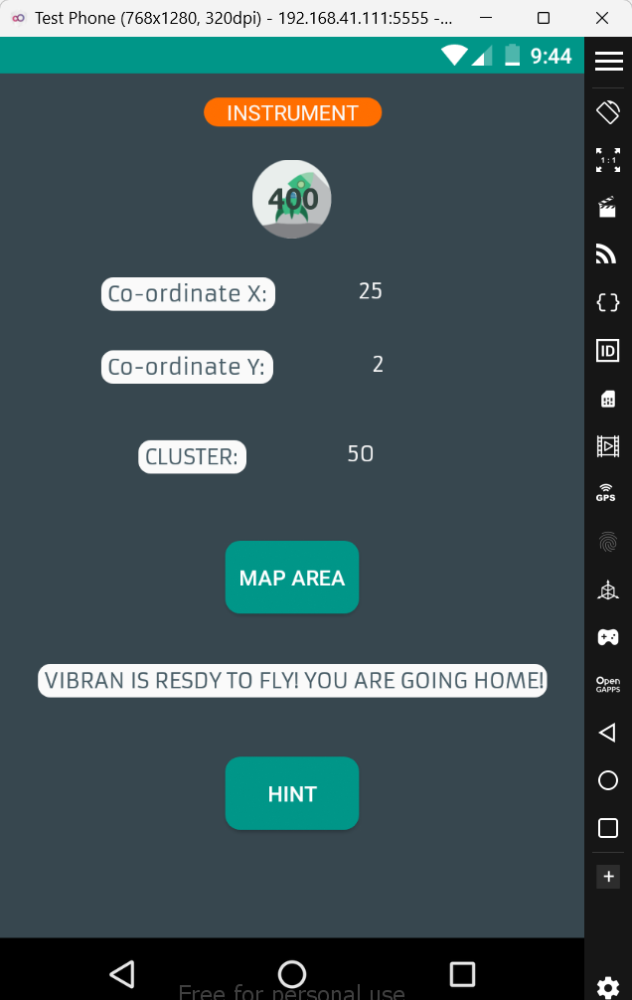 Test Phone (768x1280, 320dpi) - 192.168.41.111:5555 -...
9:44
INSTRUMENT
1:1
400
Co-ordinate X: 25
{}
ID
Co-ordinate Y: 2
CLUSTER: 50
GPS
MAP AREA
VIBRAN IS RESDY TO FLY! YOU ARE GOING HOME!
Open
GAPPS
HINT
Free for personal use